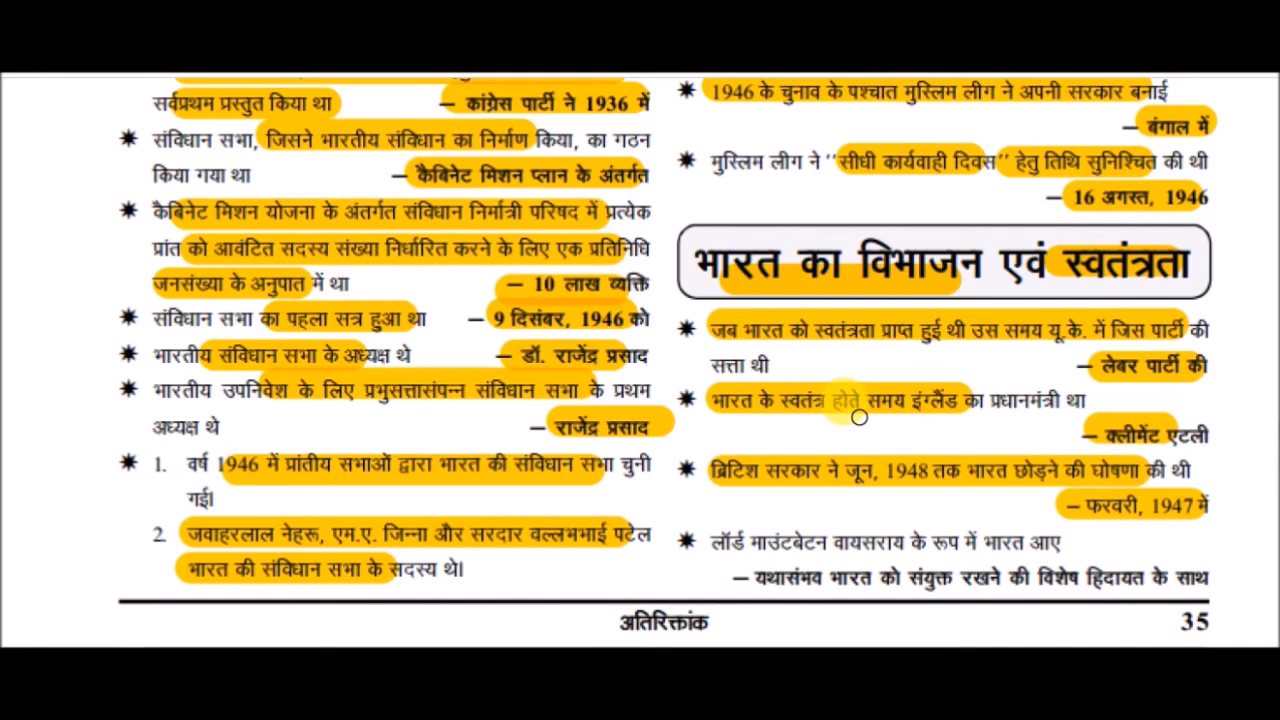 सर्वप्रथम प्रस्तुत किया था – कांग्रेस पार्टी ने 1936 में
✷ संविधान सभा, जिसने भारतीय संविधान का निर्माण किया, का गठन
किया गया था – कैबिनेट मिशन प्लान के अंतर्गत
✷ कैबिनेट मिशन योजना के अंतर्गत संविधान निर्मात्री परिषद में प्रत्येक
प्रांत को आवंटित सदस्य संख्या निर्धारित करने के लिए एक प्रतिनिधि
जनसंख्या के अनुपात में था – 10 लाख व्यक्ति
✷ संविधान सभा का पहला सत्र हुआ था – 9 दिसंबर, 1946 को
✷ भारतीय संविधान सभा के अध्यक्ष थे – डॉ. राजेंद्र प्रसाद
✷ भारतीय उपनिवेश के लिए प्रभुसत्तासंपन्न संविधान सभा के प्रथम
अध्यक्ष थे – राजेंद्र प्रसाद
✷ 1. वर्ष 1946 में प्रांतीय सभाओं द्वारा भारत की संविधान सभा चुनी
गई।
2. जवाहरलाल नेहरू, एम.ए. जिन्ना और सरदार वल्लभभाई पटेल
भारत की संविधान सभा के सदस्य थे।
✷ 1946 के चुनाव के पश्चात मुस्लिम लीग ने अपनी सरकार बनाई
– बंगाल में
✷ मुस्लिम लीग ने ''सीधी कार्यवाही दिवस'' हेतु तिथि सुनिश्चित की थी
– 16 अगस्त, 1946
भारत का विभाजन एवं स्वतंत्रता
✷ जब भारत को स्वतंत्रता प्राप्त हुई थी उस समय यू.के. में जिस पार्टी की
सत्ता थी – लेबर पार्टी की
✷ भारत के स्वतंत्र होते समय इंग्लैंड का प्रधानमंत्री था
– क्लीमेंट एटली
✷ ब्रिटिश सरकार ने जून, 1948 तक भारत छोड़ने की घोषणा की थी
– फरवरी, 1947 में
✷ लॉर्ड माउंटबेटन वायसराय के रूप में भारत आए
– यथासंभव भारत को संयुक्त रखने की विशेष हिदायत के साथ
अतिरिक्तांक 35